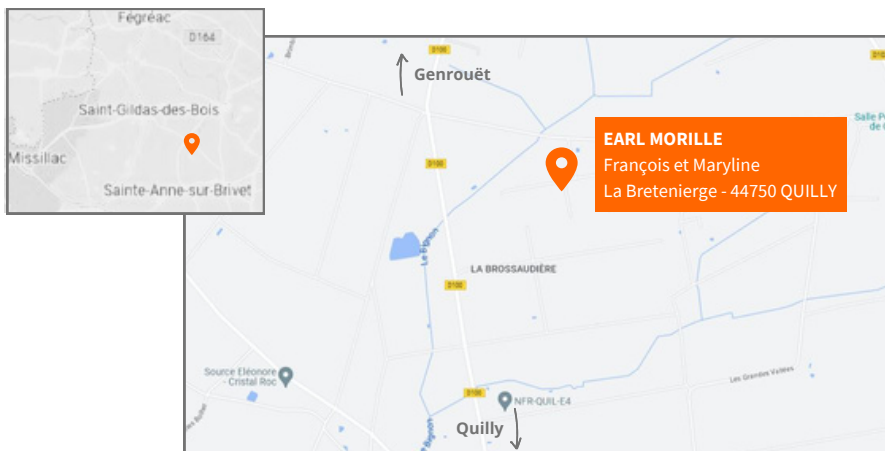 Fégréac
D164
Saint-Gildas-des-Bois
Missillac
Sainte-Anne-sur-Brivet
D100
Genrouët
Salle P
de
EARL MORILLE
François et Maryline
La Bretenierge - 44750 QUILLY
D100
LA BROSSAUDIÈRE
D100
Source Eléonore
- Cristal Roc
Les Grandes Vallées
D100
NFR-QUIL-E4
Quilly